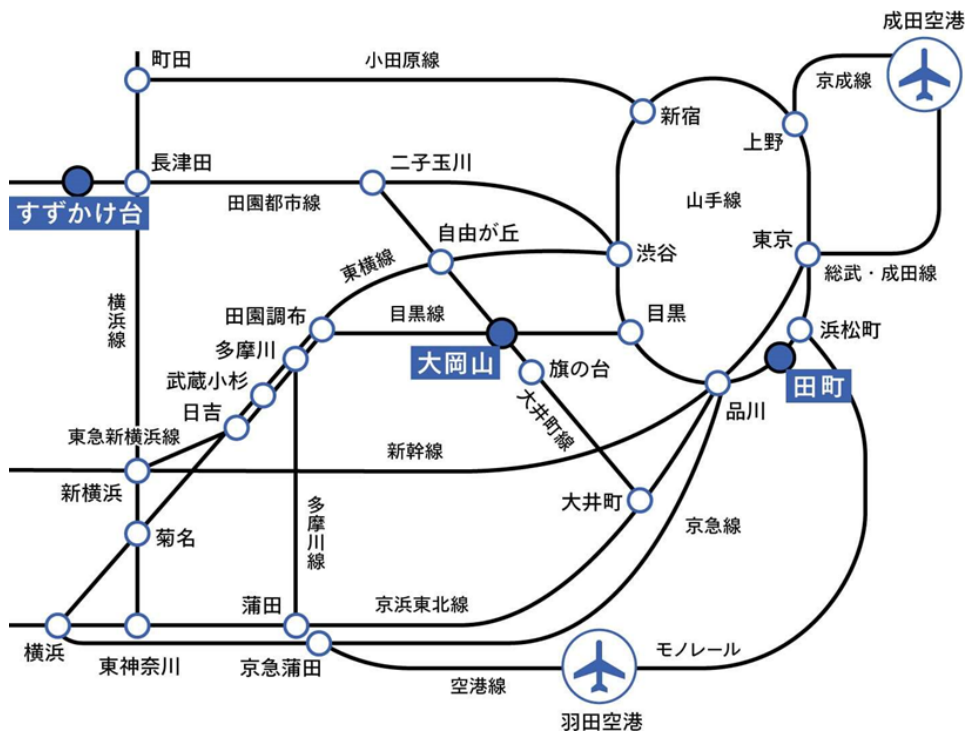 成田空港
町田
小田原線
京成線
新宿
上野
長津田
二子玉川
すずかけ台
田園都市線
山手線
自由が丘
東京
東横線
渋谷
総武・成田線
横浜線
田園調布
目黒線
目黒
浜松町
多摩川
大岡山
旗の台
田町
武蔵小杉
日吉
大井町線
品川
東急新横浜線
新幹線
新横浜
大井町
多摩川線
京急線
菊名
蒲田
京浜東北線
横浜
東神奈川
京急蒲田
モノレール
空港線
羽田空港